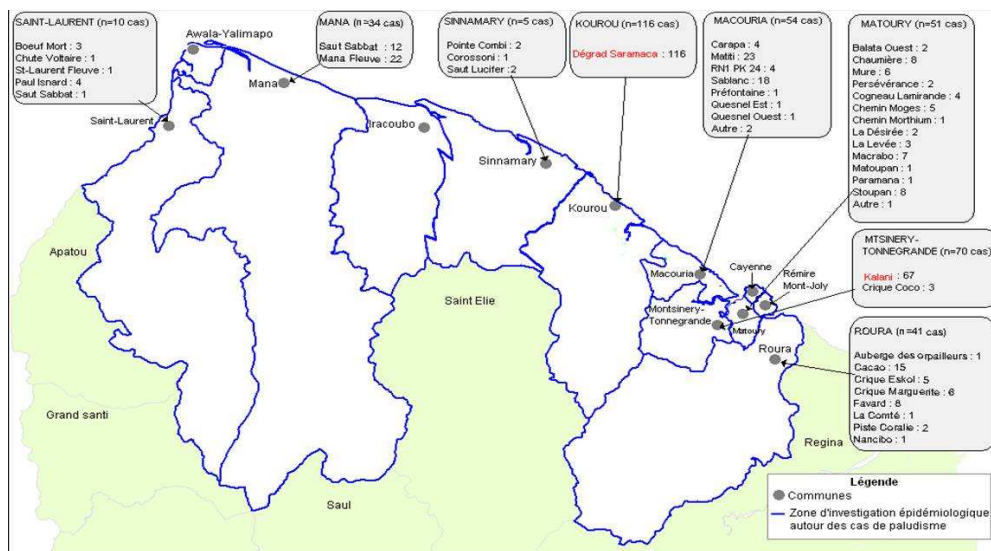 SAINT-LAURENT (n=10 cas)
Boeuf Mort : 3
Chute Voltaire : 1
St-Laurent Fleuve : 1
Paul Isnard : 4
Saut Sabbat : 1
MANA (n=34 cas)
Saut Sabbat : 12
Mana Fleuve : 22
SINNAMARY (n=5 cas)
Pointe Combi : 2
Corossoni : 1
Saut Lucifer : 2
KOUROU (n=116 cas)
Dégrad Saramaca : 116
MACOURIA (n=54 cas)
Carapa : 4
Matiti : 23
RN1 PK 24 : 4
Sablanc : 18
Préfontaine : 1
Quesnel Est : 1
Quesnel Ouest : 1
Autre : 2
MATOURY (n=51 cas)
Balata Ouest : 2
Chaumière : 8
Mure : 6
Persévérance : 2
Cogneau Lamirande : 4
Chemin Moges : 5
Chemin Morthium : 1
La Désirée : 2
La Levée : 3
Macrabo : 7
Matoupan : 1
Paramana : 1
Stoupan : 8
Autre : 1
MTSINERY-
TONNEGRANDE (n=70 cas)
Kalani : 67
Crique Coco : 3
ROURA (n=41 cas)
Auberge des orpailleurs : 1
Cacao : 15
Crique Eskol : 5
Crique Marguerite : 6
Favard : 8
La Comté : 1
Piste Coralie : 2
Nancibo : 1
Awala-Yalimapo
Mana
Saint-Laurent
Iracoubo
Sinnamary
Kourou
Macouria
Cayenne
Rémire
Mont-Joly
Montsinery-
Tonnegrande
Matoury
Roura
Apatou
Saint Elie
Grand santi
Saul
Regina
Légende
Communes
Zone d'investigation épidémiologique
autour des cas de paludisme